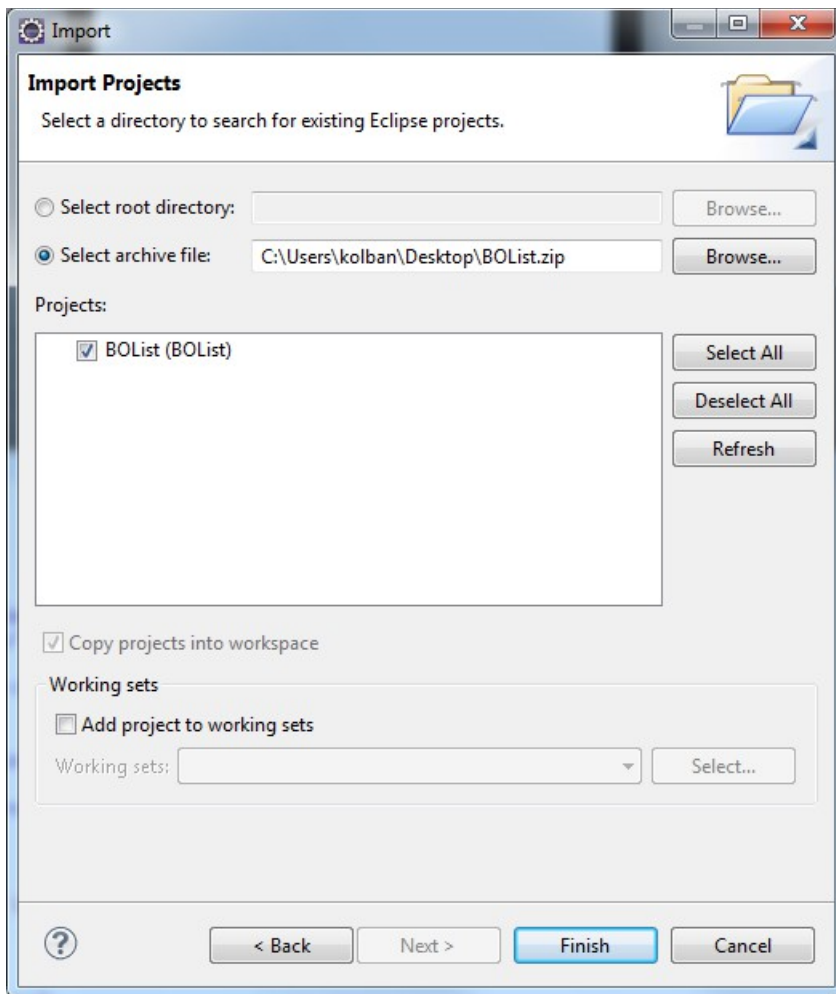 Import
Import Projects
Select a directory to search for existing Eclipse projects.
Select root directory: Browse...
Select archive file: C:\Users\kolban\Desktop\BOList.zip Browse...
Projects:
BOList (BOList)
Select All
Deselect All
Refresh
Copy projects into workspace
Working sets
Add project to working sets
Working sets: Select...
? < Back Next > Finish Cancel